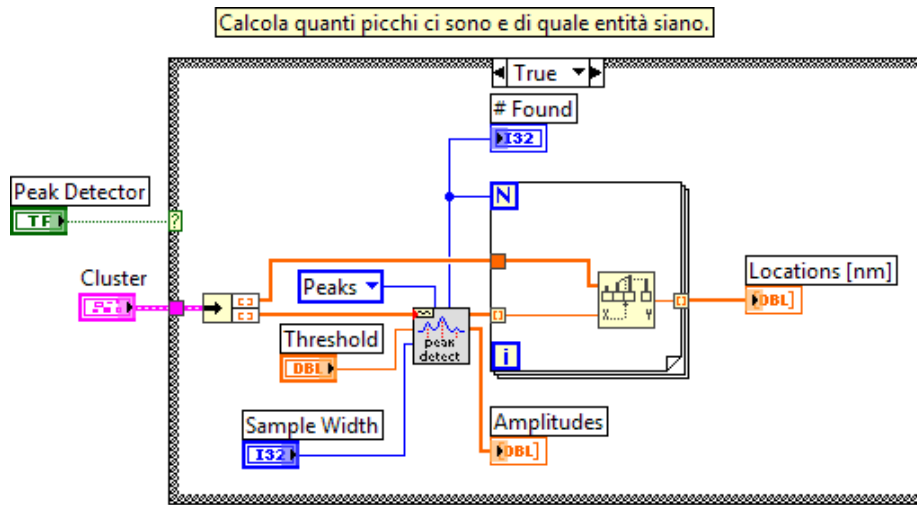 Calcola quanti picchi ci sono e di quale entità siano.
True
# Found
I32
Peak Detector
TF
?
N
Cluster
Peaks
Locations [nm]
DBL]
X
Y
Threshold
DBL
peak
detect
i
Sample Width
I32
Amplitudes
DBL]